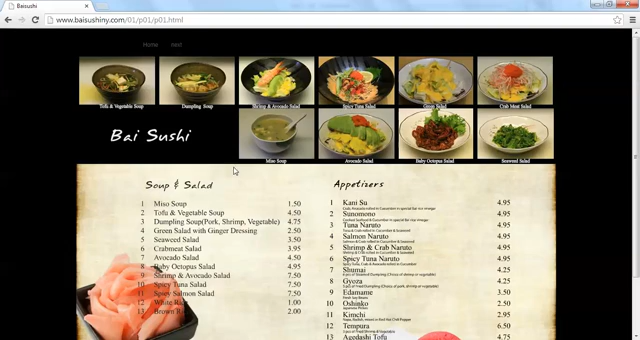 Baisushi
www.baisushiny.com/01/p01/p01.html
Home next
Tofu & Vegetable Soup
Dumpling Soup
Shrimp & Avocado Salad
Spicy Tuna Salad
Green Salad
Crab Meat Salad
Bai Sushi
Miso Soup
Avocado Salad
Baby Octopus Salad
Seaweed Salad
Soup & Salad
1 Miso Soup 1.50
2 Tofu & Vegetable Soup 4.50
3 Dumpling Soup(Pork, Shrimp, Vegetable) 4.75
4 Green Salad with Ginger Dressing 2.50
5 Seaweed Salad 3.50
6 Crabmeat Salad 4.95
7 Avocado Salad 4.50
8 Baby Octopus Salad 4.95
9 Shrimp & Avocado Salad 7.50
10 Spicy Tuna Salad 7.50
11 Spicy Salmon Salad 7.50
12 White 1.00
13 Brown 2.00
Appetizers
1 Kani Su 4.95
2 Sunomono 4.95
3 Tuna Naruto 4.95
4 Salmon Naruto 4.95
5 Shrimp & Crab Naruto 4.95
6 Spicy Tuna Naruto 4.95
7 Shumai 4.25
8 Gyoza 4.25
9 Edamame 3.50
10 Oshinko 2.50
11 Kimchi 2.95
12 Tempura 6.50
13 Agedashi Tofu 4.75